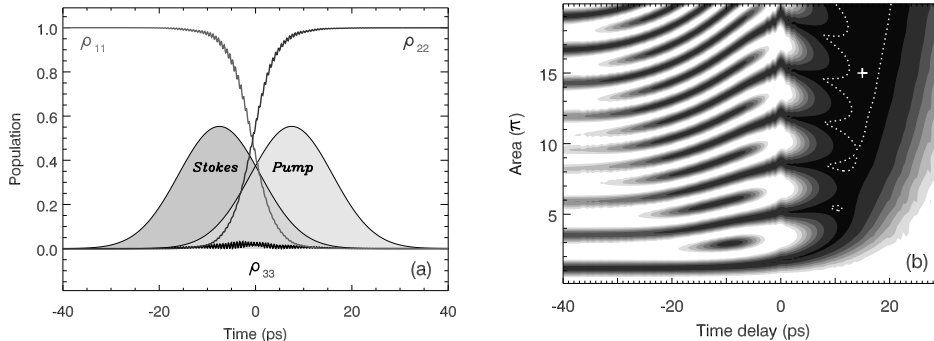 1.0
0.8
0.6
0.4
0.2
0.0
Population
ρ11
ρ22
Stokes
Pump
ρ33
(a)
-40
-20
0
20
40
Time (ps)
15
10
5
Area (π)
(b)
-40
-20
0
20
Time delay (ps)